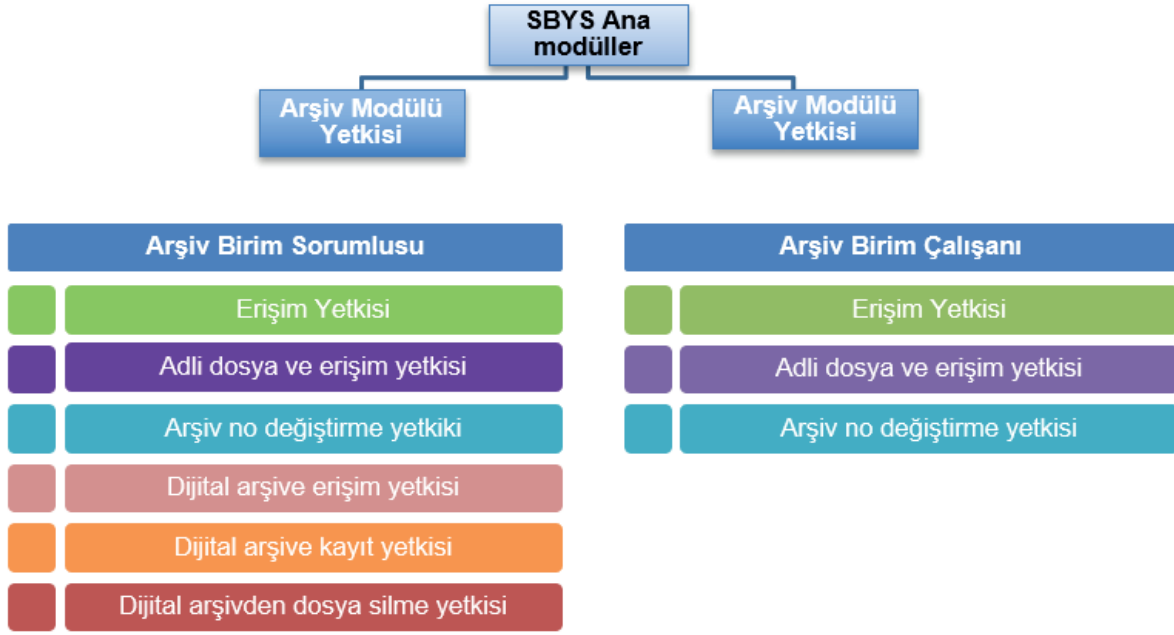 SBYS Ana
modüller
Arşiv Modülü
Yetkisi
Arşiv Modülü
Yetkisi
Arşiv Birim Sorumlusu
Erişim Yetkisi
Adli dosya ve erişim yetkisi
Arşiv no değiştirme yetkiki
Dijital arşive erişim yetkisi
Dijital arşive kayıt yetkisi
Dijital arşivden dosya silme yetkisi
Arşiv Birim Çalışanı
Erişim Yetkisi
Adli dosya ve erişim yetkisi
Arşiv no değiştirme yetkisi